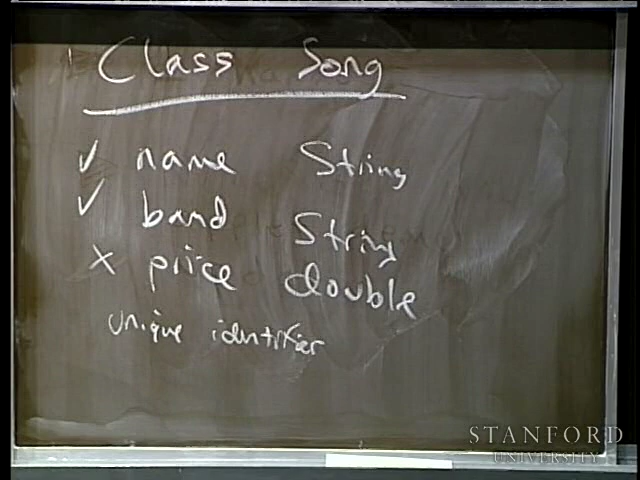 Class Song
✓ name String
✓ band String
x price double
unique identifier
STANFORD
UNIVERSITY